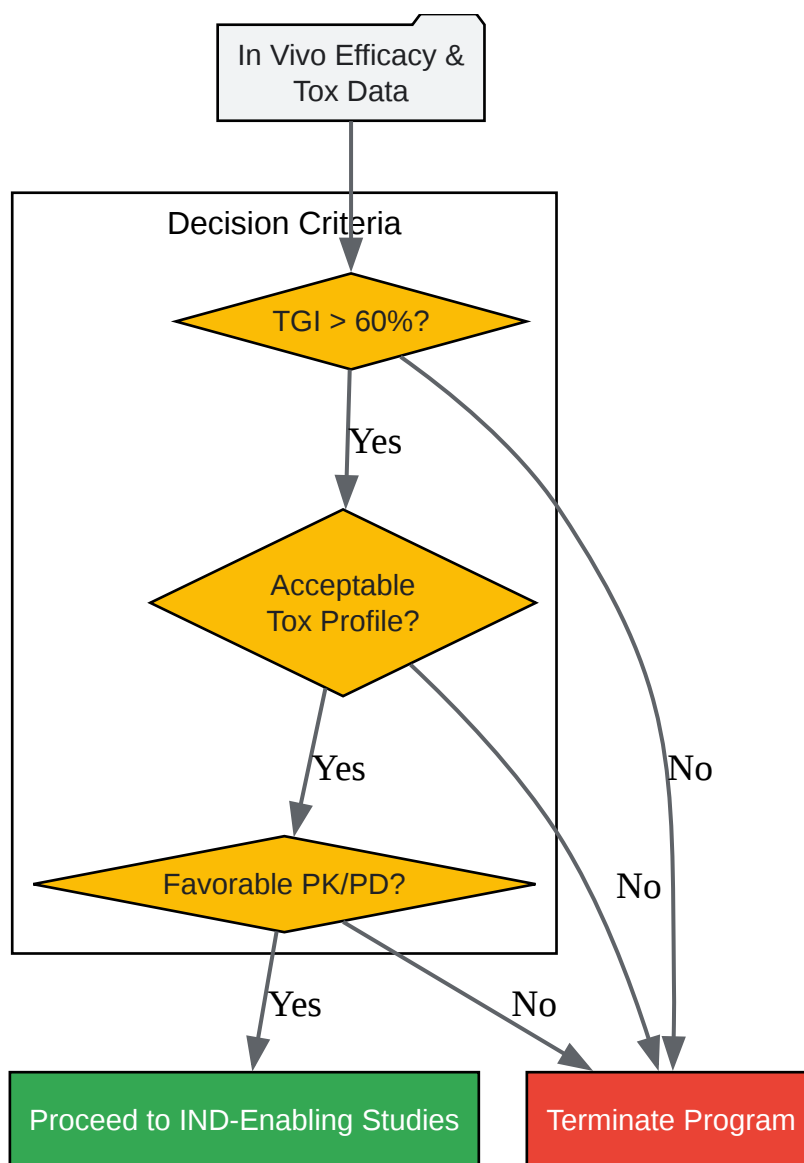 In Vivo Efficacy &
Tox Data
Decision Criteria
TGI > 60%?
Yes
Acceptable
Tox Profile?
Yes
No
Favorable PK/PD?
No
Yes
No
Proceed to IND-Enabling Studies
Terminate Program